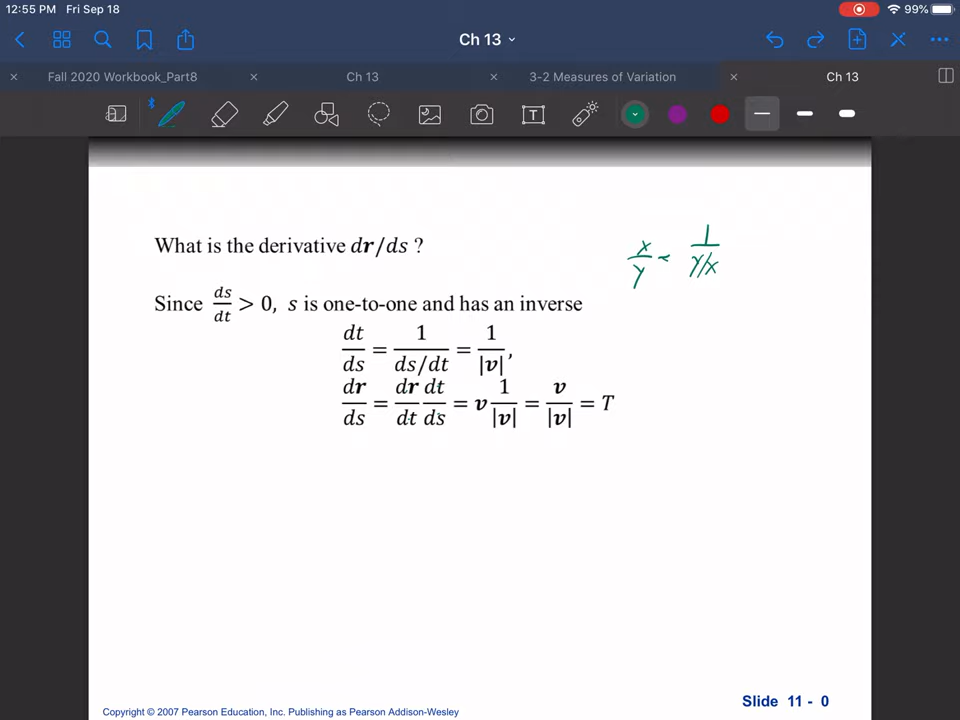 12:55 PM Fri Sep 18
99%
Ch 13
Fall 2020 Workbook_Part8
Ch 13
3-2 Measures of Variation
Ch 13
T
What is the derivative dr/ds ?
x/y = 1/(y/x)
Since ds/dt > 0, s is one-to-one and has an inverse
dt/ds = 1/(ds/dt) = 1/|v|,
dr/ds = dr/dt dt/ds = v 1/|v| = v/|v| = T
Slide 11 - 0
Copyright © 2007 Pearson Education, Inc. Publishing as Pearson Addison-Wesley